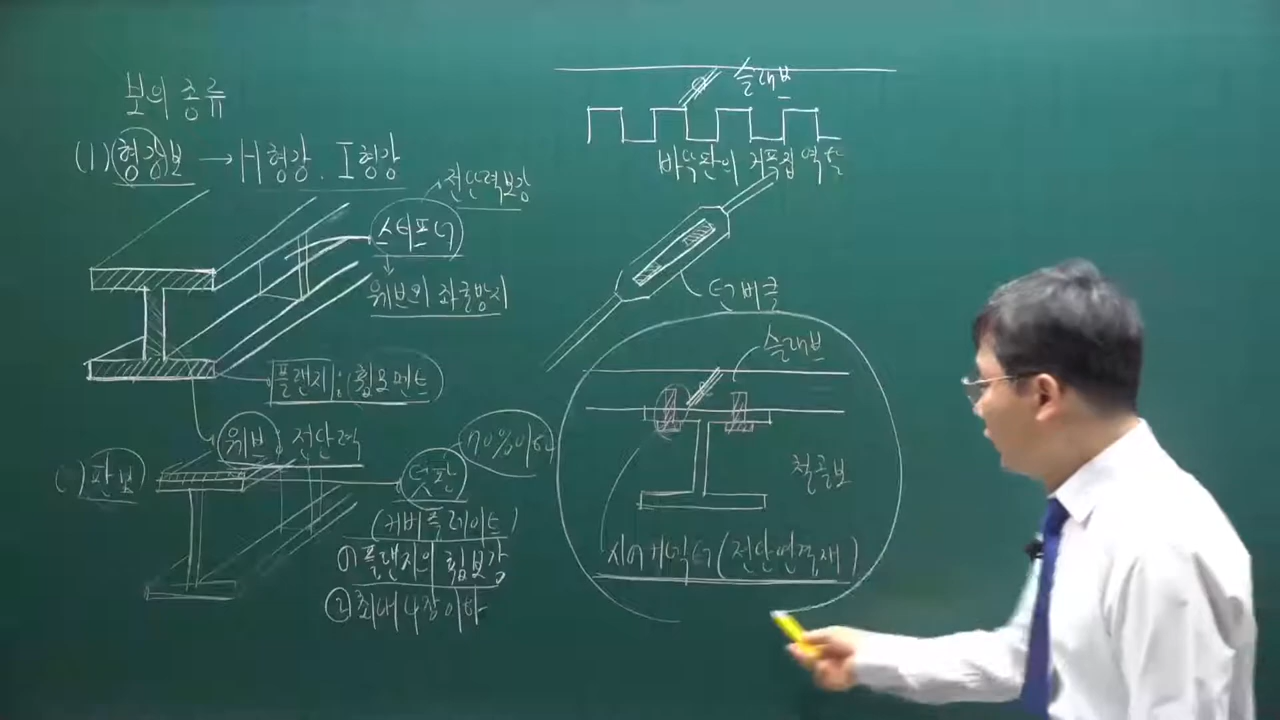 보의 종류
(1) 형강보 → H형강. I형강
전단력보강
스티프너
웨브의 좌굴방지
플랜지 : 휨모멘트
웨브 : 전단력
판보
70%이하
덧판
(커버플레이트)
① 플랜지의 휨보강
② 최대 4장이하
슬래브
바닥판의 거푸집 역할
턴버클
슬래브
철골보
시어커넥터 (전단연결재)